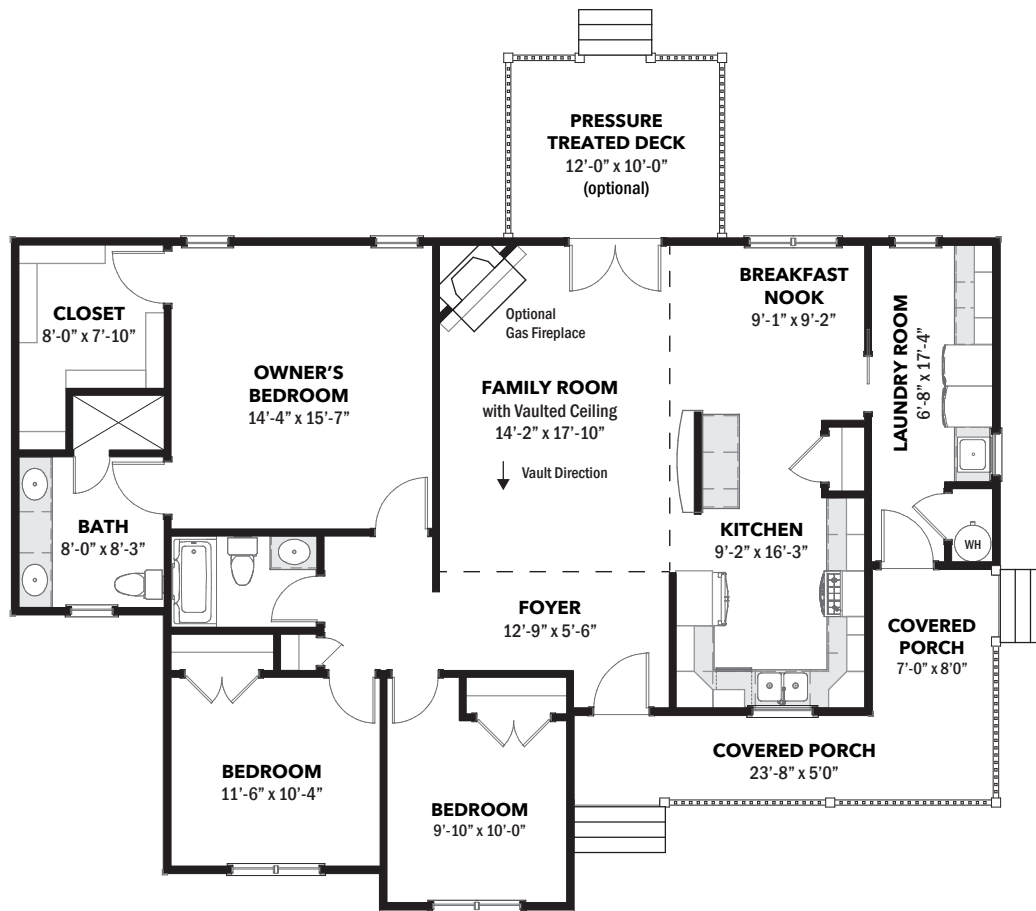 PRESSURE
TREATED DECK
12’-0” x 10’-0”
(optional)
CLOSET
8’-0” x 7’-10”
OWNER’S
BEDROOM
14’-4” x 15’-7”
Optional
Gas Fireplace
FAMILY ROOM
with Vaulted Ceiling
14’-2” x 17’-10”
Vault Direction
BREAKFAST
NOOK
9’-1” x 9’-2”
LAUNDRY ROOM
6’-8” x 17’-4”
BATH
8’-0” x 8’-3”
KITCHEN
9’-2” x 16’-3”
WH
FOYER
12’-9” x 5’-6”
COVERED
PORCH
7’-0” x 8’0”
COVERED PORCH
23’-8” x 5’0”
BEDROOM
11’-6” x 10’-4”
BEDROOM
9’-10” x 10’-0”